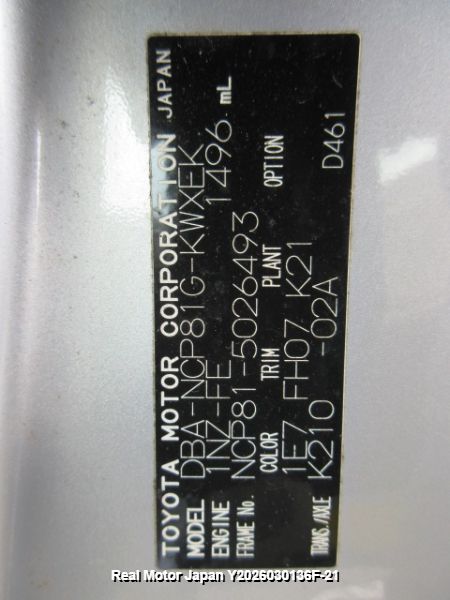 TOYOTA MOTOR CORPORATION JAPAN
MODEL DBA-NCP81G-KWXEK
ENGINE 1NZ-FE 1496 mL
FRAME No. NCP81-5026493
COLOR TRIM PLANT OPTION
1E7 FH07 K21
TRANS./AXLE K210 -02A D461
Real Motor Japan Y2026030136F-21